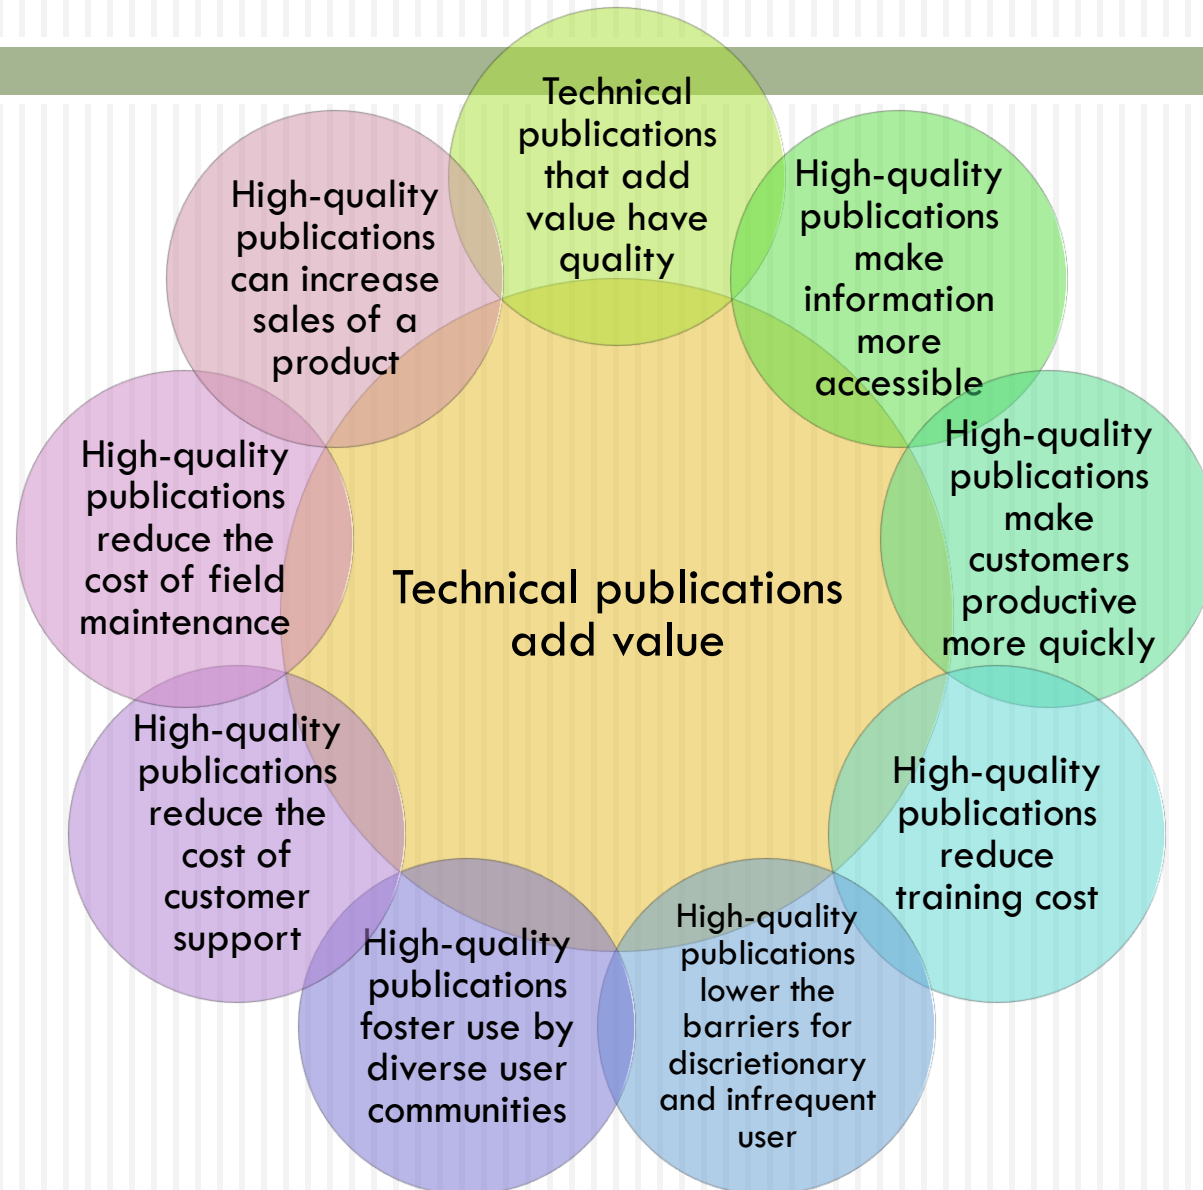 Technical
publications
that add
value have
quality
High-quality
publications
make
information
more
accessible
High-quality
publications
make
customers
productive
more quickly
High-quality
publications
reduce
training cost
High-quality
publications
lower the
barriers for
discrietionary
and infrequent
user
High-quality
publications
foster use by
diverse user
communities
High-quality
publications
reduce the
cost of
customer
support
High-quality
publications
reduce the
cost of field
maintenance
High-quality
publications
can increase
sales of a
product
Technical publications
add value